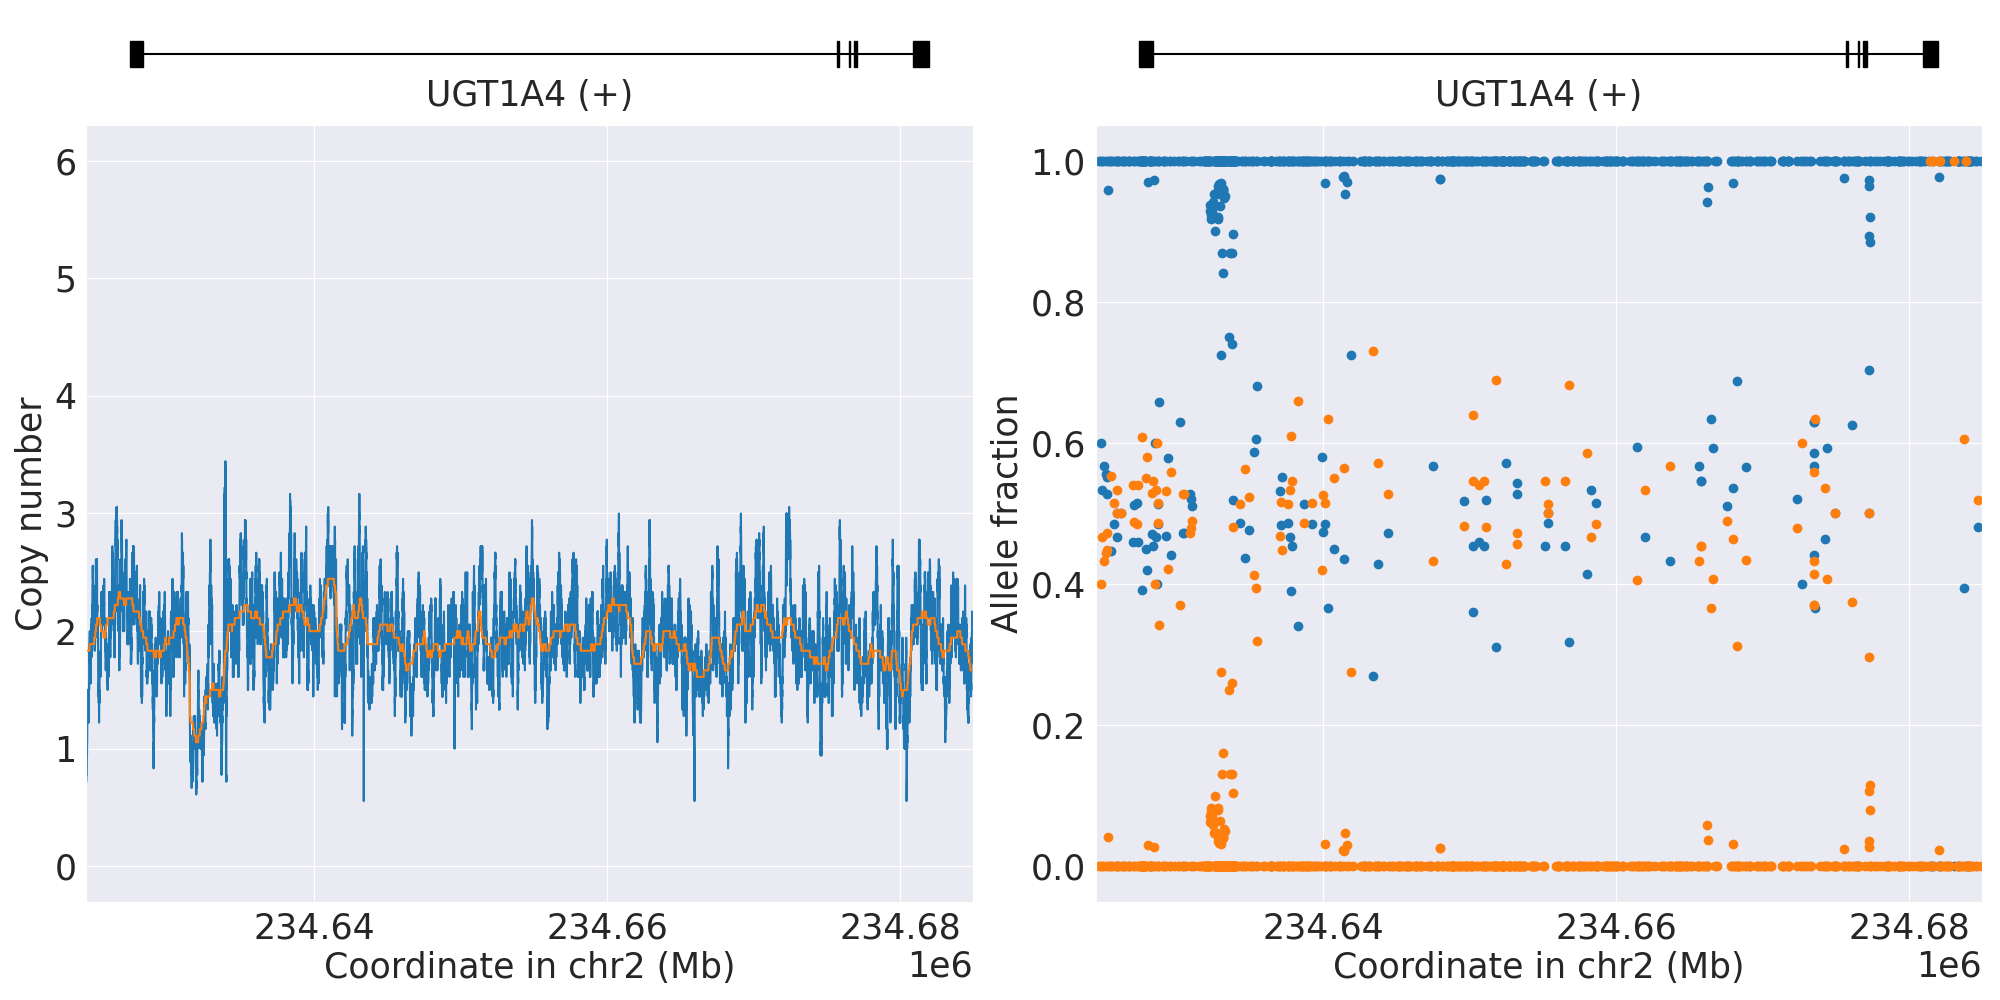 UGT1A4 (+)
Copy number
6
5
4
3
2
1
0
234.64
234.66
234.68
Coordinate in chr2 (Mb)
1e6
UGT1A4 (+)
Allele fraction
1.0
0.8
0.6
0.4
0.2
0.0
234.64
234.66
234.68
Coordinate in chr2 (Mb)
1e6